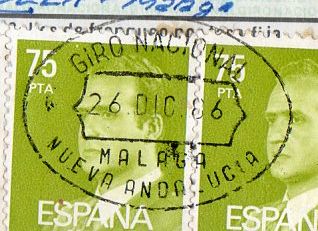 75 PTA
75 PTA
GIRO NACIONAL
26. DIC. 86
MALAGA
NUEVA ANDALUCIA
ESPAÑA
ESPAÑA